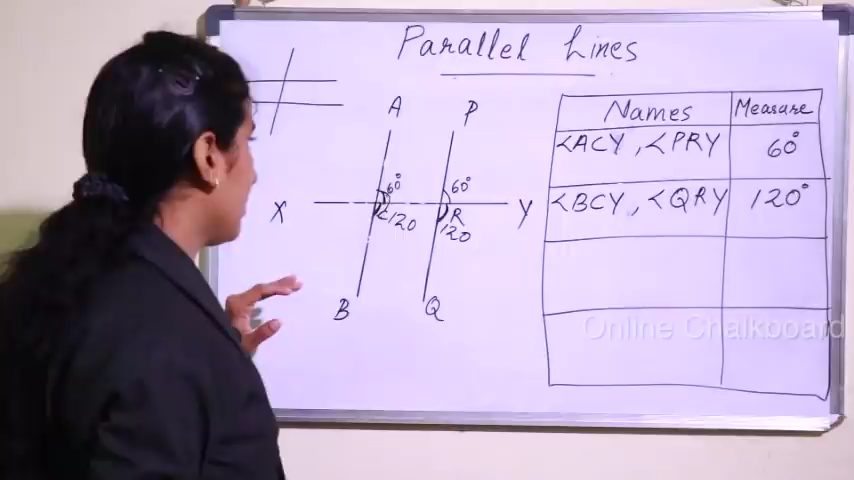 Parallel Lines
A P
60° 60°
X C R Y
120 120
B Q
Names Measure
<ACY, <PRY 60°
<BCY, <QRY 120°
Online Chalkboard